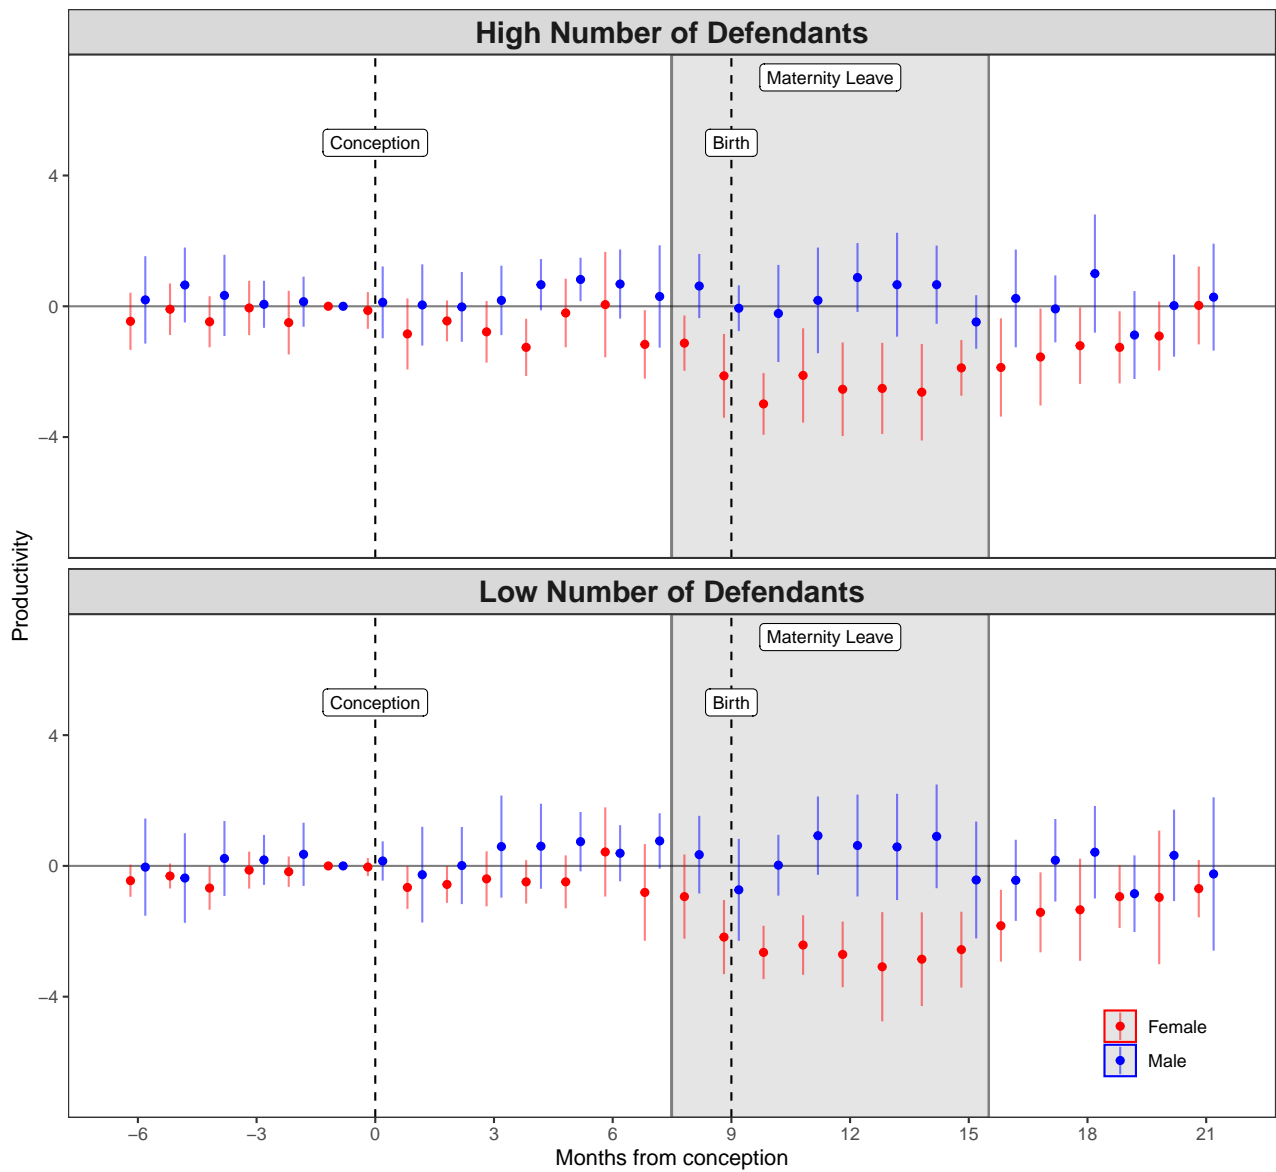 High Number of Defendants
Maternity Leave
Conception
Birth
4
0
−4
Productivity
Low Number of Defendants
Maternity Leave
Conception
Birth
4
0
−4
Female
Male
−6 −3 0 3 6 9 12 15 18 21
Months from conception